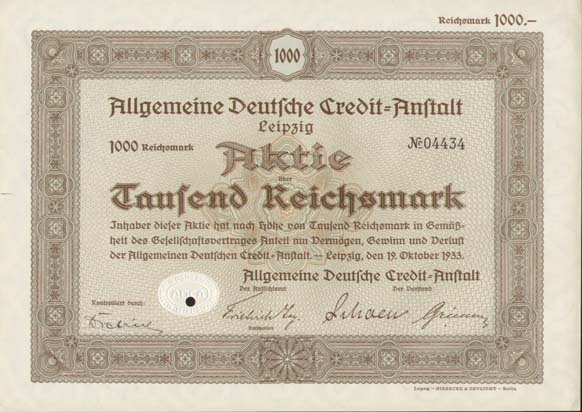 Reichsmark 1000.—
1000
Allgemeine Deutsche Credit=Anstalt
Leipzig
1000 Reichsmark
Aktie
№ 04434
über
Tausend Reichsmark
Inhaber dieser Aktie hat nach Höhe von Tausend Reichsmark in Gemäß=
heit des Gesellschaftsvertrages Anteil am Vermögen, Gewinn und Verlust
der Allgemeinen Deutschen Credit=Anstalt. — Leipzig, den 19. Oktober 1933.
Allgemeine Deutsche Credit=Anstalt
Der Aufsichtsrat
Der Vorstand
Kontrolliert durch:
Vorsitzender
Leipzig — GIESECKE & DEVRIENT — Berlin